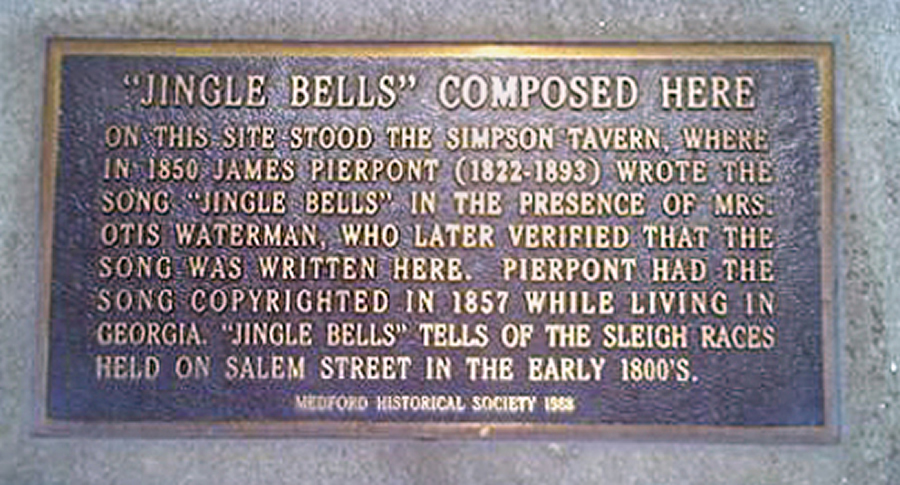 “JINGLE BELLS” COMPOSED HERE
ON THIS SITE STOOD THE SIMPSON TAVERN, WHERE
IN 1850 JAMES PIERPONT (1822-1893) WROTE THE
SONG “JINGLE BELLS” IN THE PRESENCE OF MRS.
OTIS WATERMAN, WHO LATER VERIFIED THAT THE
SONG WAS WRITTEN HERE. PIERPONT HAD THE
SONG COPYRIGHTED IN 1857 WHILE LIVING IN
GEORGIA. “JINGLE BELLS” TELLS OF THE SLEIGH RACES
HELD ON SALEM STREET IN THE EARLY 1800'S.
MEDFORD HISTORICAL SOCIETY